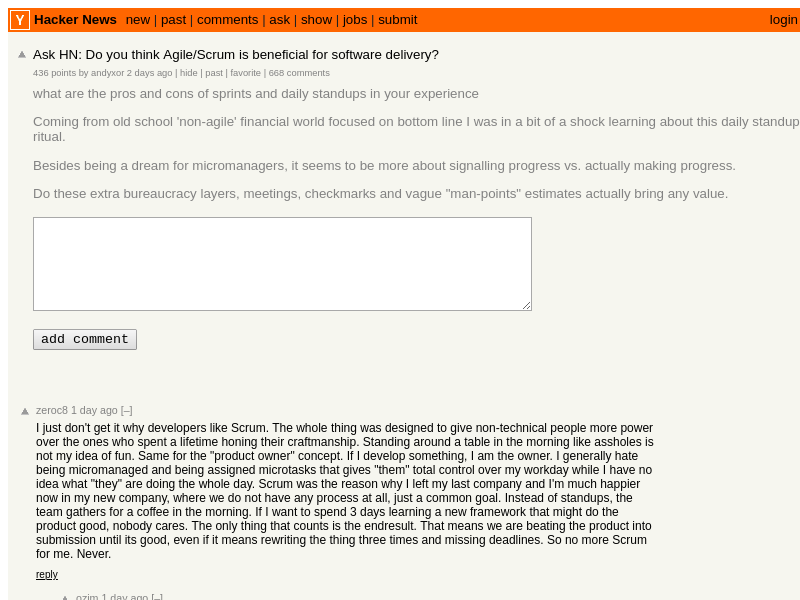 Y Hacker News new | past | comments | ask | show | jobs | submit login
Ask HN: Do you think Agile/Scrum is beneficial for software delivery?
436 points by andyxor 2 days ago | hide | past | favorite | 668 comments
what are the pros and cons of sprints and daily standups in your experience
Coming from old school 'non-agile' financial world focused on bottom line I was in a bit of a shock learning about this daily standup
ritual.
Besides being a dream for micromanagers, it seems to be more about signalling progress vs. actually making progress.
Do these extra bureaucracy layers, meetings, checkmarks and vague "man-points" estimates actually bring any value.
add comment
zeroc8 1 day ago [–]
I just don't get it why developers like Scrum. The whole thing was designed to give non-technical people more power
over the ones who spent a lifetime honing their craftmanship. Standing around a table in the morning like assholes is
not my idea of fun. Same for the "product owner" concept. If I develop something, I am the owner. I generally hate
being micromanaged and being assigned microtasks that gives "them" total control over my workday while I have no
idea what "they" are doing the whole day. Scrum was the reason why I left my last company and I'm much happier
now in my new company, where we do not have any process at all, just a common goal. Instead of standups, the
team gathers for a coffee in the morning. If I want to spend 3 days learning a new framework that might do the
product good, nobody cares. The only thing that counts is the endresult. That means we are beating the product into
submission until its good, even if it means rewriting the thing three times and missing deadlines. So no more Scrum
for me. Never.
reply
ozim 1 day ago [–]